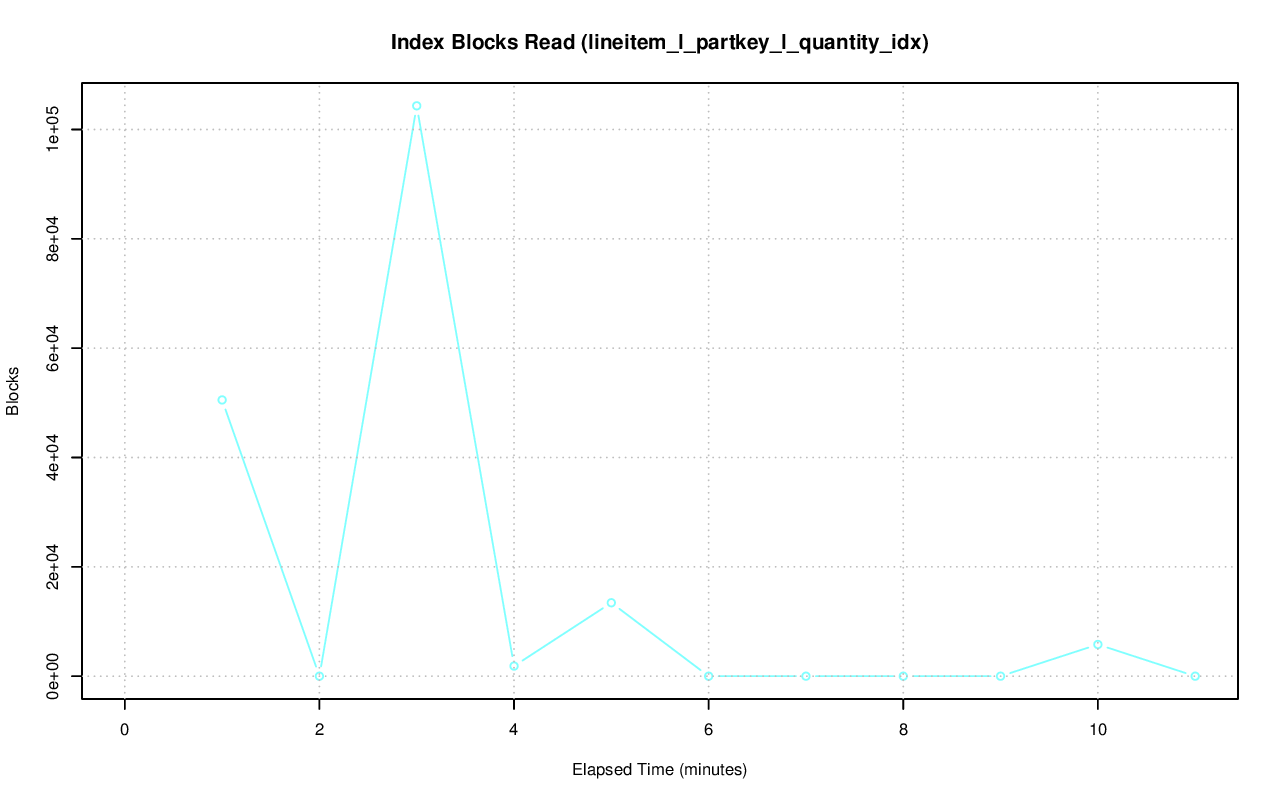 Index Blocks Read (lineitem_l_partkey_l_quantity_idx)
1e+05
8e+04
6e+04
4e+04
2e+04
0e+00
Blocks
0 2 4 6 8 10
Elapsed Time (minutes)